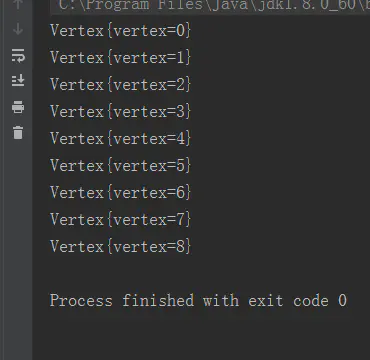 C:\Program Files\Java\jdk1.8.0_60\b
Vertex{vertex=0}
Vertex{vertex=1}
Vertex{vertex=2}
Vertex{vertex=3}
Vertex{vertex=4}
Vertex{vertex=5}
Vertex{vertex=6}
Vertex{vertex=7}
Vertex{vertex=8}
Process finished with exit code 0